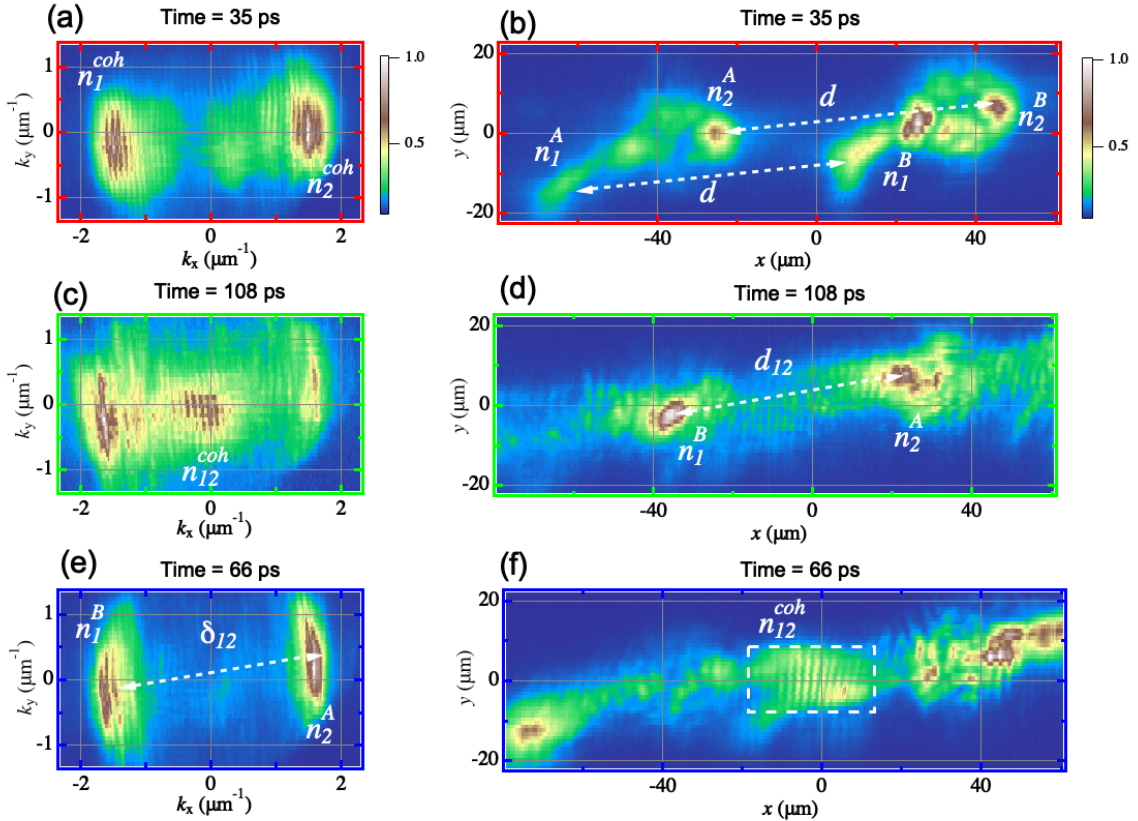 (a) Time = 35 ps
n₁ᶜᵒʰ
n₂ᶜᵒʰ
1
0
-1
kᵧ (µm⁻¹)
-2 0 2
kₓ (µm⁻¹)
1.0
0.5
(b) Time = 35 ps
20
0
-20
y (µm)
n₁ᴬ
n₂ᴬ
d
d
n₁ᴮ
n₂ᴮ
-40 0 40
x (µm)
1.0
0.5
(c) Time = 108 ps
1
0
-1
kᵧ (µm⁻¹)
n₁₂ᶜᵒʰ
-2 0 2
kₓ (µm⁻¹)
(d) Time = 108 ps
20
0
-20
y (µm)
d₁₂
n₁ᴮ
n₂ᴬ
-40 0 40
x (µm)
(e) Time = 66 ps
1
0
-1
kᵧ (µm⁻¹)
n₁ᴮ
δ₁₂
n₂ᴬ
-2 0 2
kₓ (µm⁻¹)
(f) Time = 66 ps
20
0
-20
y (µm)
n₁₂ᶜᵒʰ
-40 0 40
x (µm)